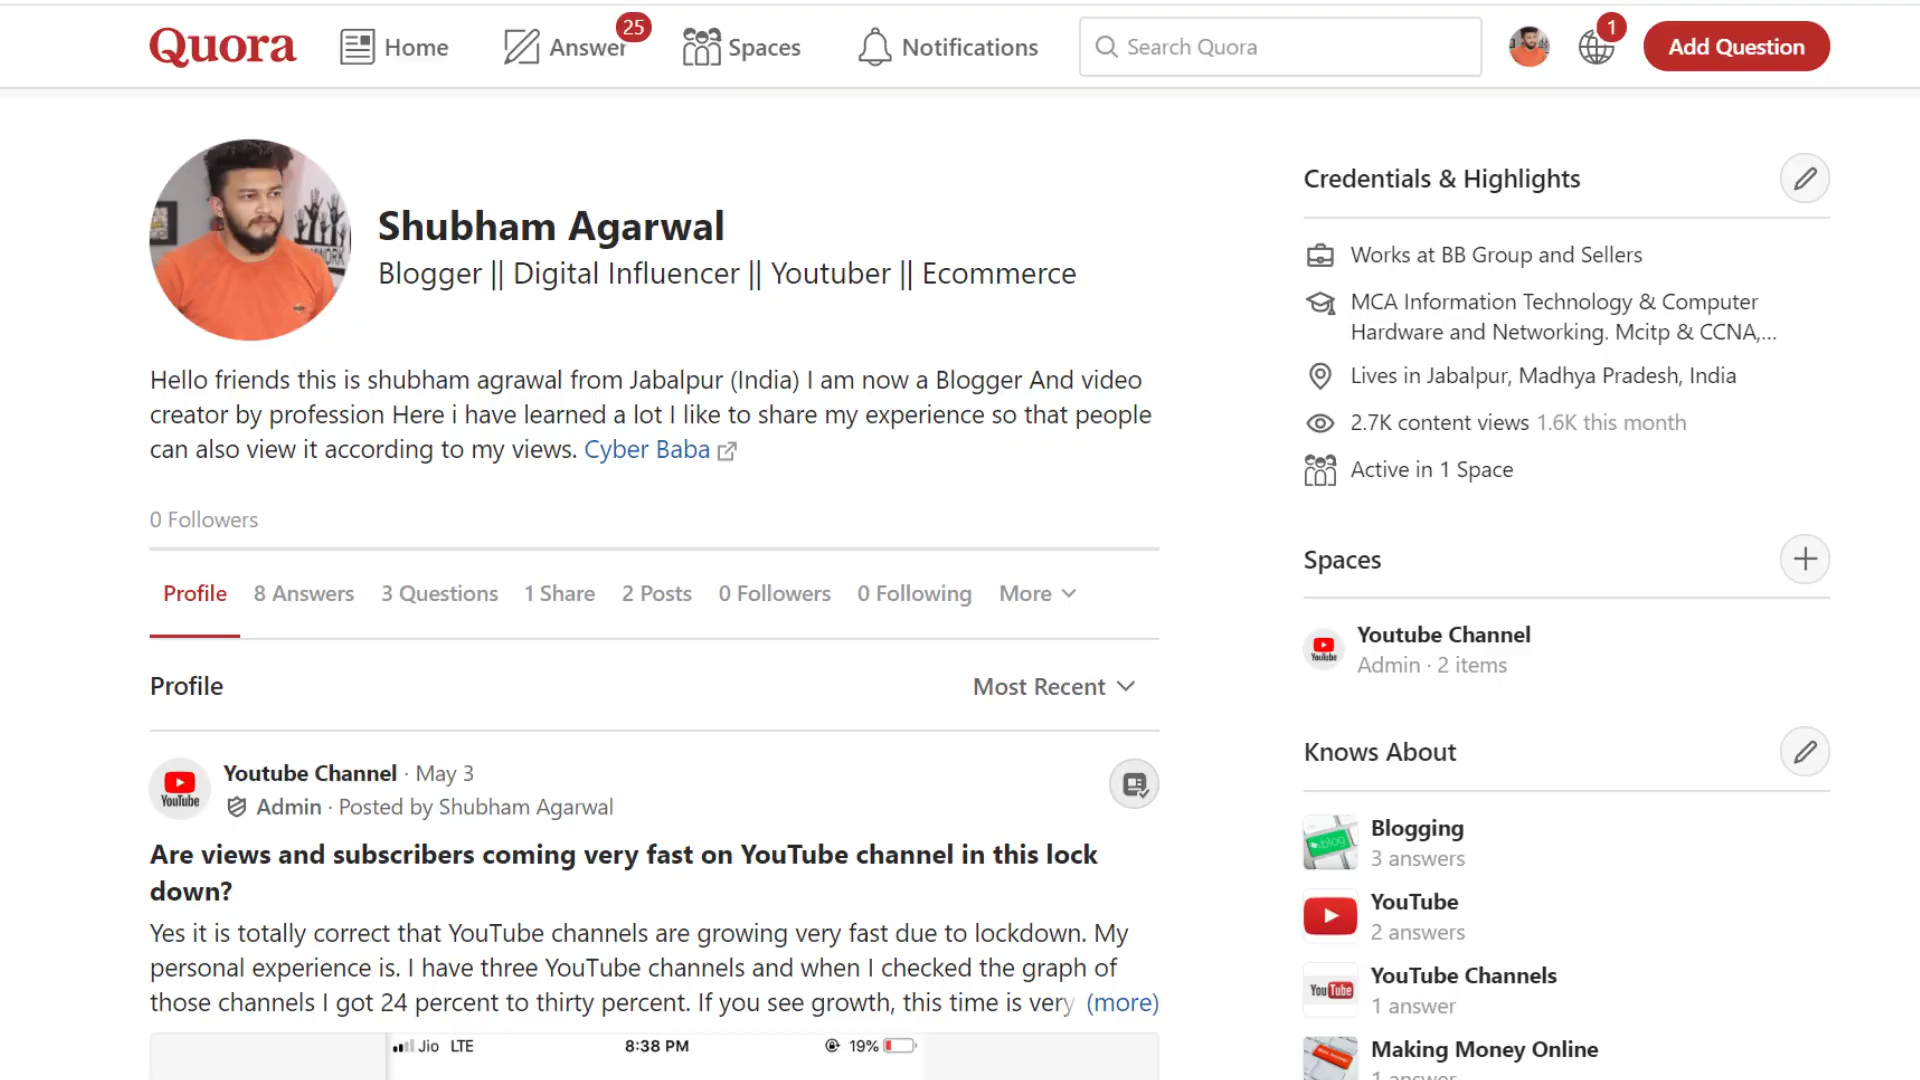 Quora
Home
Answer
25
Spaces
Notifications
Search Quora
1
Add Question
Shubham Agarwal
Blogger || Digital Influencer || Youtuber || Ecommerce
Hello friends this is shubham agrawal from Jabalpur (India) I am now a Blogger And video
creator by profession Here i have learned a lot I like to share my experience so that people
can also view it according to my views. Cyber Baba
0 Followers
Profile
8 Answers
3 Questions
1 Share
2 Posts
0 Followers
0 Following
More
Profile
Most Recent
YouTube
Youtube Channel · May 3
Admin · Posted by Shubham Agarwal
Are views and subscribers coming very fast on YouTube channel in this lock
down?
Yes it is totally correct that YouTube channels are growing very fast due to lockdown. My
personal experience is. I have three YouTube channels and when I checked the graph of
those channels I got 24 percent to thirty percent. If you see growth, this time is very (more)
Jio LTE
8:38 PM
19%
Credentials & Highlights
Works at BB Group and Sellers
MCA Information Technology & Computer
Hardware and Networking. Mcitp & CCNA,...
Lives in Jabalpur, Madhya Pradesh, India
2.7K content views 1.6K this month
Active in 1 Space
Spaces
YouTube
Youtube Channel
Admin · 2 items
Knows About
blog
Blogging
3 answers
YouTube
2 answers
YouTube
YouTube Channels
1 answer
Making Money Online
1 answer